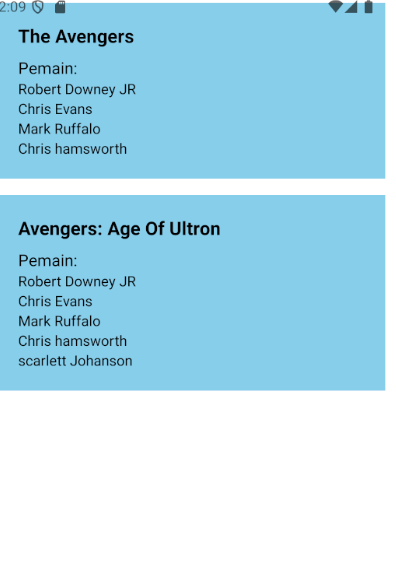 2:09
The Avengers
Pemain:
Robert Downey JR
Chris Evans
Mark Ruffalo
Chris hamsworth
Avengers: Age Of Ultron
Pemain:
Robert Downey JR
Chris Evans
Mark Ruffalo
Chris hamsworth
scarlett Johanson